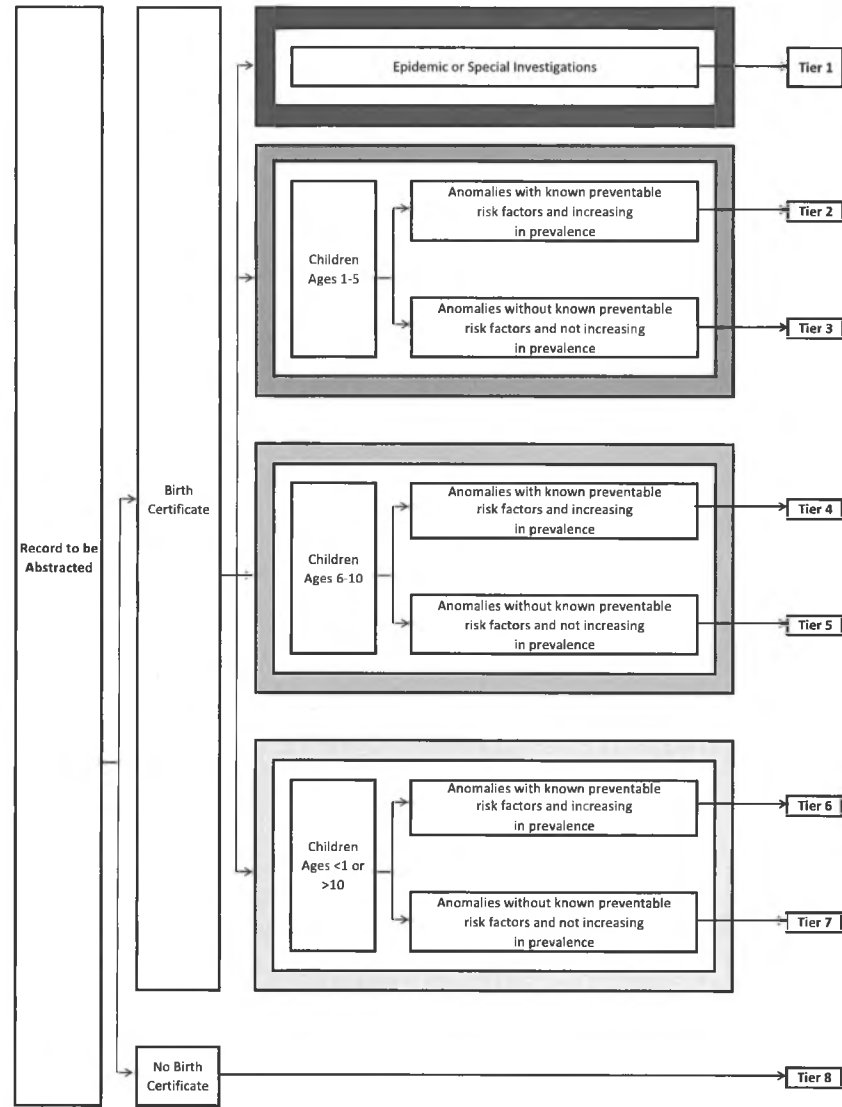 Epidemic or Special Investigations
Tier 1
Anomalies with known preventable
risk factors and increasing
in prevalence
Tier 2
Children
Ages 1-5
Anomalies without known preventable
risk factors and not increasing
in prevalence
Tier 3
Birth
Certificate
Record to be
Abstracted
Anomalies with known preventable
risk factors and increasing
in prevalence
Tier 4
Children
Ages 6-10
Anomalies without known preventable
risk factors and not increasing
in prevalence
Tier 5
Anomalies with known preventable
risk factors and increasing
in prevalence
Tier 6
Children
Ages <1 or
>10
Anomalies without known preventable
risk factors and not increasing
in prevalence
Tier 7
No Birth
Certificate
Tier 8